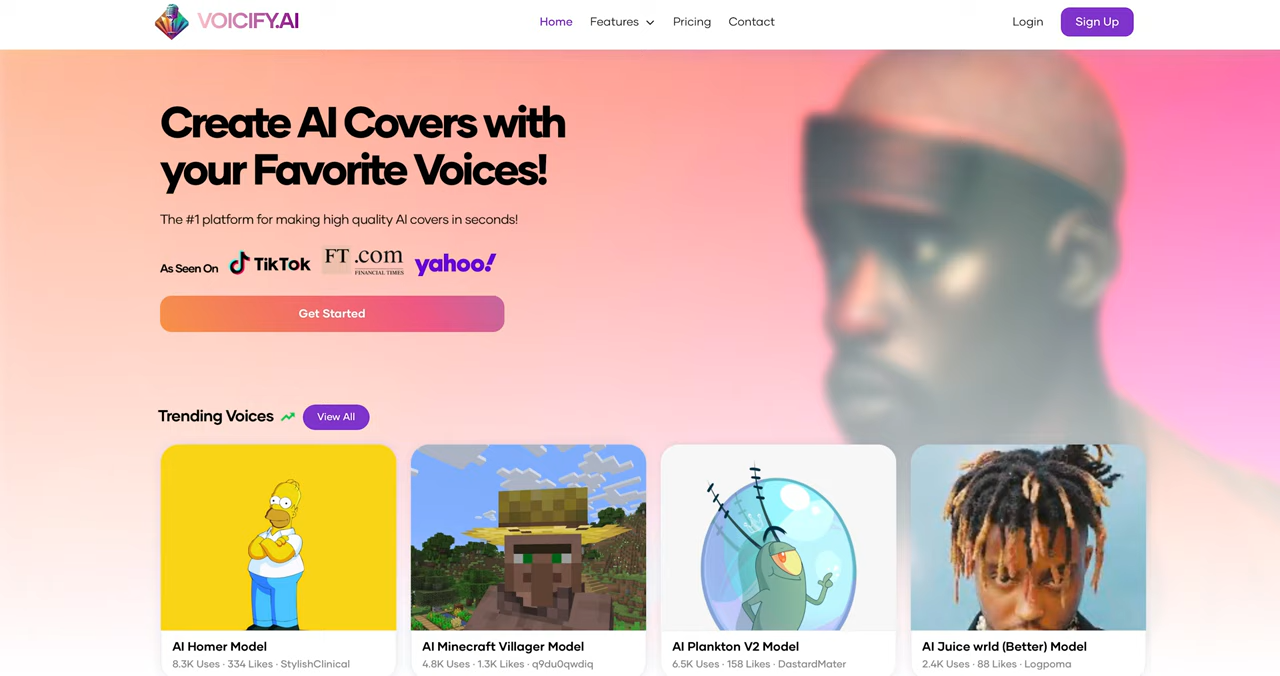 VOICIFY.AI
Home Features Pricing Contact
Login Sign Up
Create AI Covers with
your Favorite Voices!
The #1 platform for making high quality AI covers in seconds!
As Seen On TikTok FT.com FINANCIAL TIMES yahoo!
Get Started
Trending Voices View All
AI Homer Model
8.3K Uses · 334 Likes · StylishClinical
AI Minecraft Villager Model
4.8K Uses · 1.3K Likes · q9du0qwdiq
AI Plankton V2 Model
6.5K Uses · 158 Likes · DastardMater
AI Juice wrld (Better) Model
2.4K Uses · 88 Likes · Logpoma